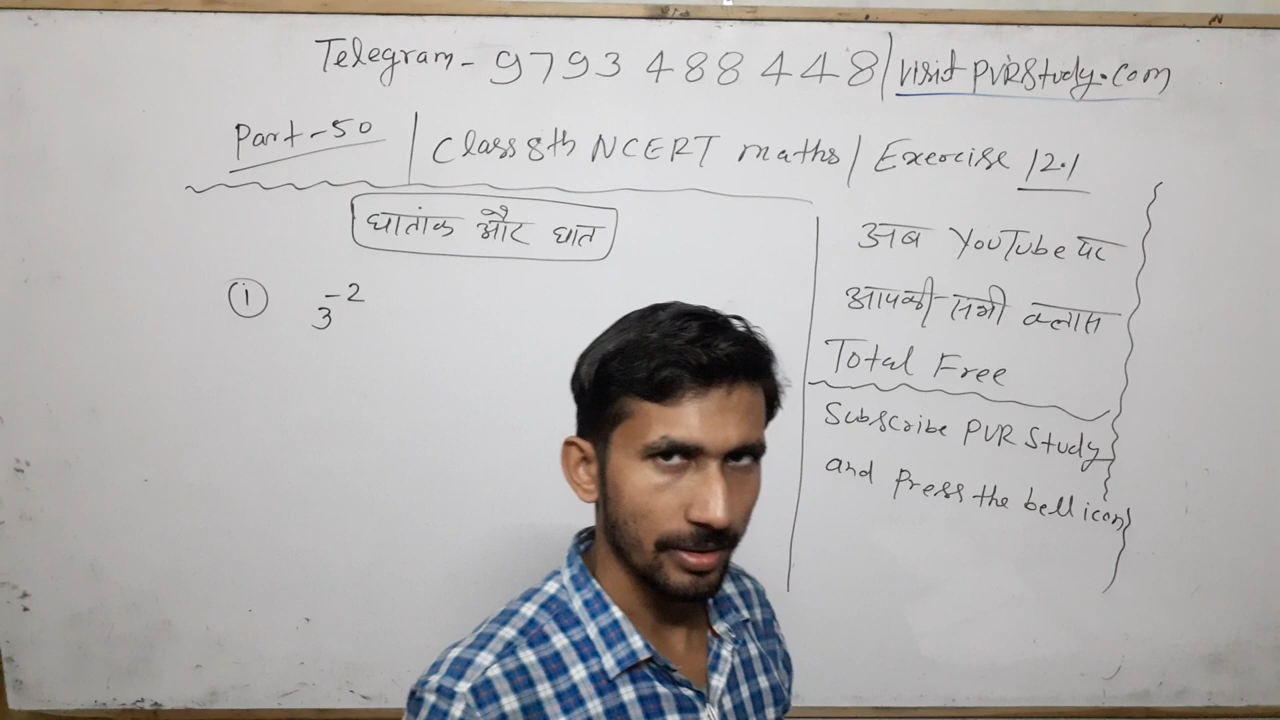 Telegram - 9793 488448 | visit PVRStudy.com
Part-50 | Class 8th NCERT maths | Exercise 12.1
घातांक और घात
① 3⁻²
अब YouTube पर
आपकी सभी क्लास
Total Free
Subscribe PVR Study
and Press the bell icon